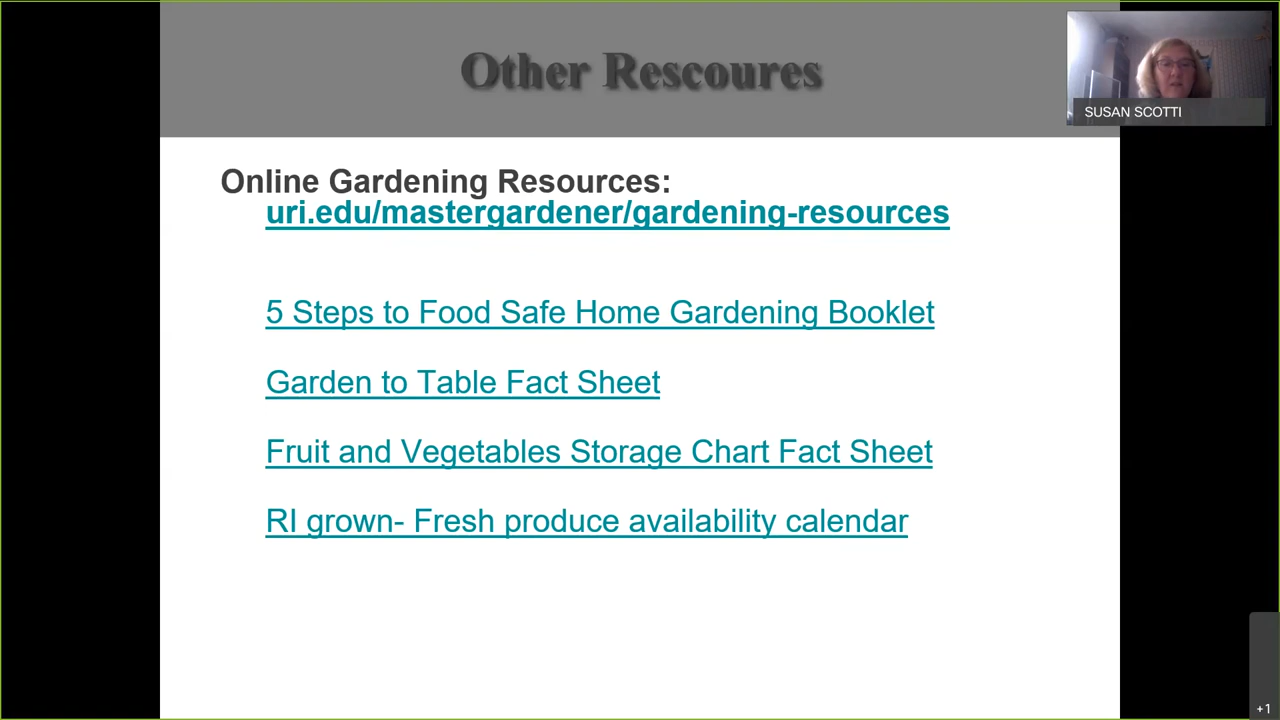 Other Rescoures
SUSAN SCOTTI
Online Gardening Resources:
uri.edu/mastergardener/gardening-resources
5 Steps to Food Safe Home Gardening Booklet
Garden to Table Fact Sheet
Fruit and Vegetables Storage Chart Fact Sheet
RI grown- Fresh produce availability calendar
+1